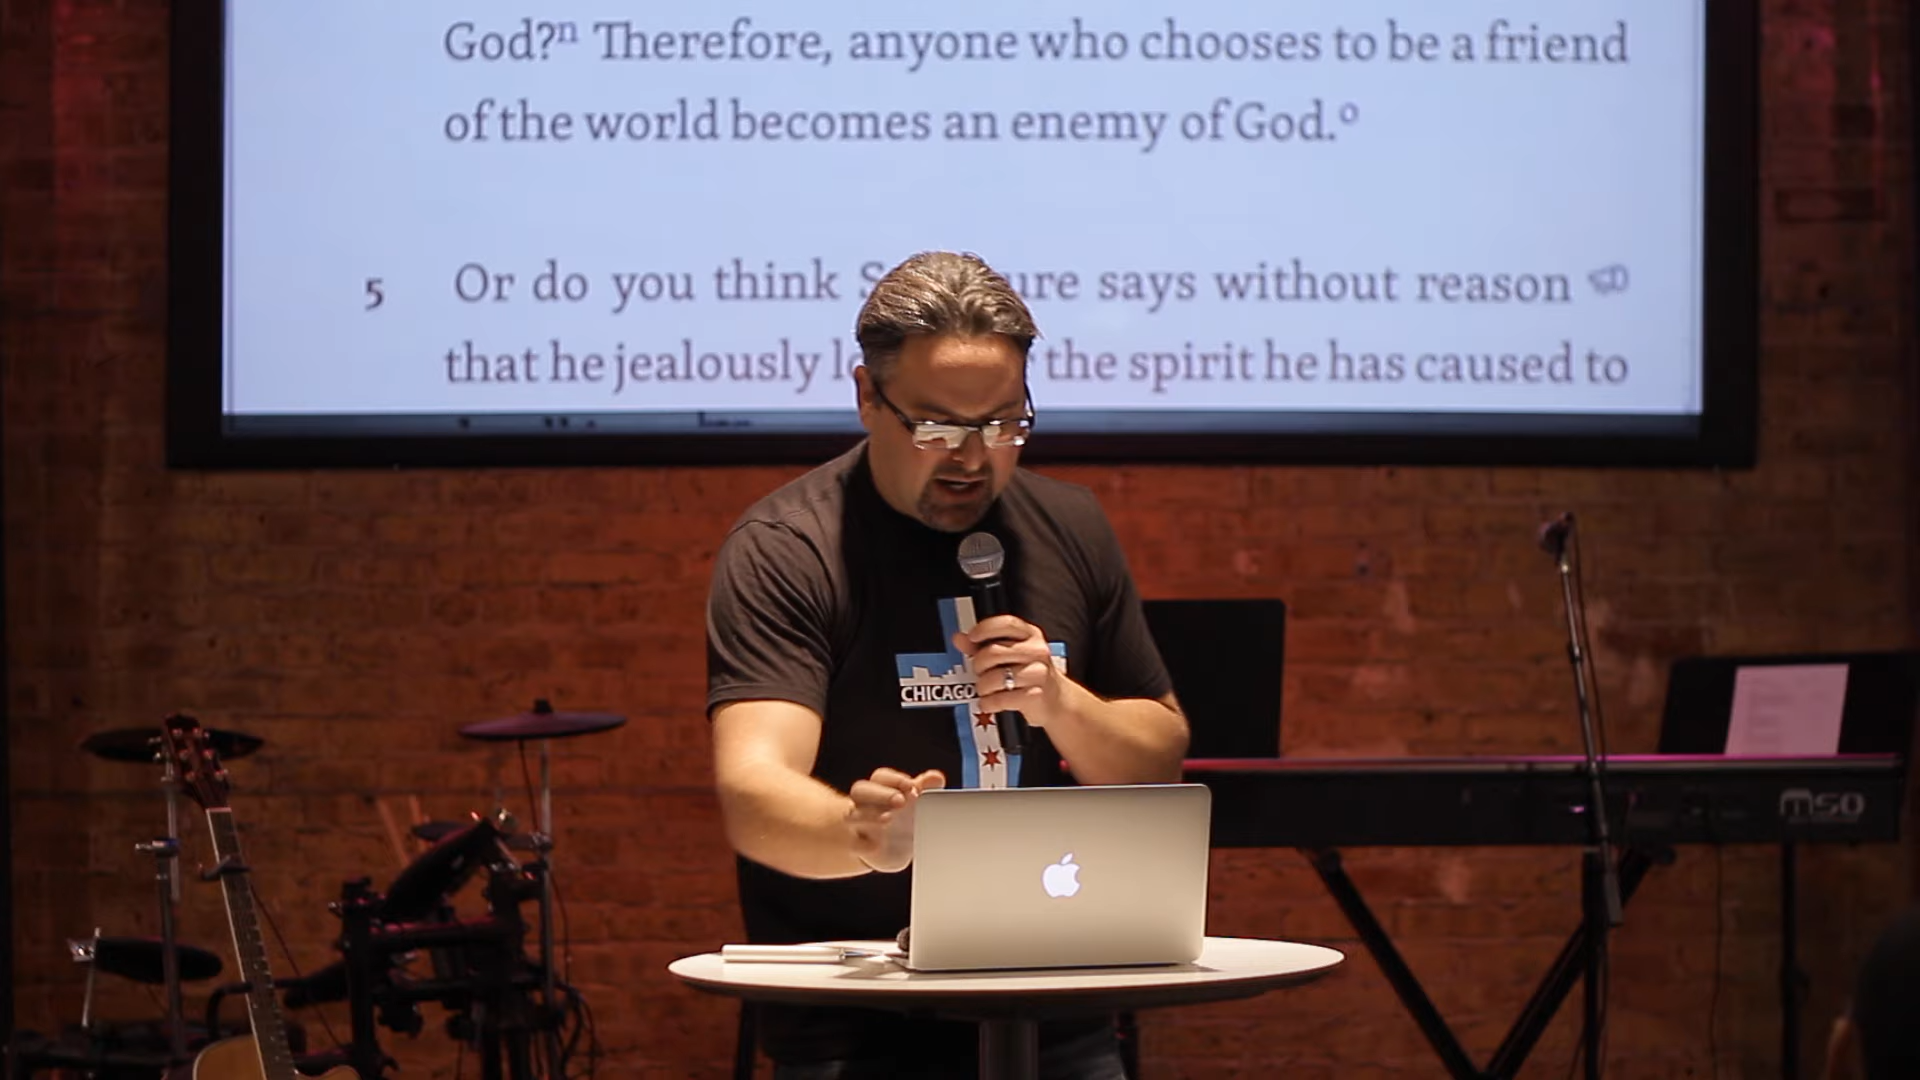 God?ⁿ Therefore, anyone who chooses to be a friend
of the world becomes an enemy of God.ᵒ
5 Or do you think says without reason
that he jealously the spirit he has caused to
CHICAGO
M50